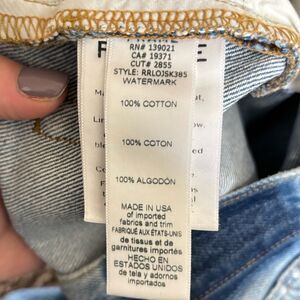 RN# 139021
CA# 19371
CUT# 2855
STYLE: RRLOJSK385
WATERMARK
100% COTTON
100% COTON
100% ALGODÓN
MADE IN USA
of imported
fabrics and trim
FABRIQUÉ AUX ÉTATS-UNIS
de tissus et de
garnitures importés
HECHO EN
ESTADOS UNIDOS
de tela y adornos
importados